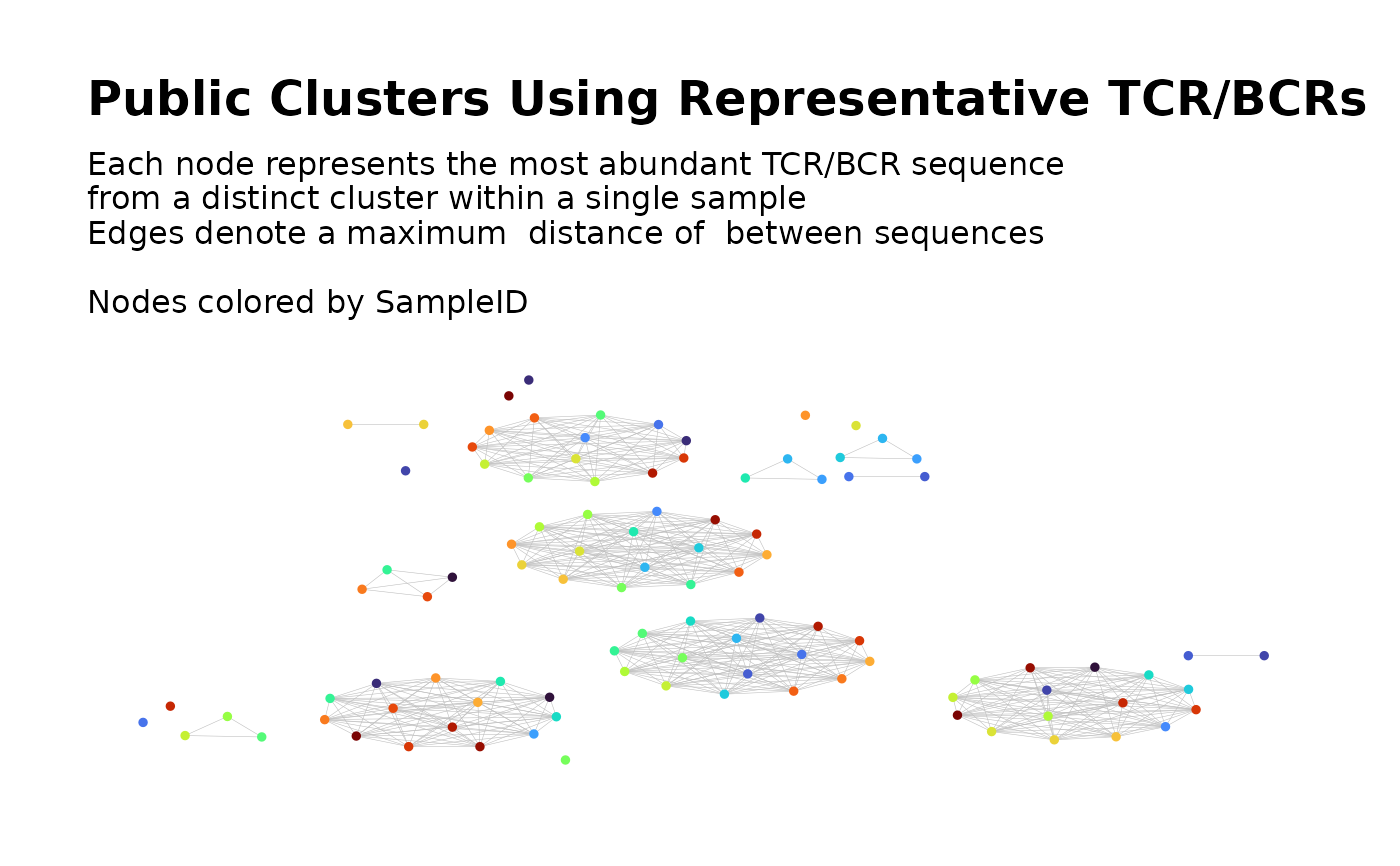 Public Clusters Using Representative TCR/BCRs
Each node represents the most abundant TCR/BCR sequence
from a distinct cluster within a single sample
Edges denote a maximum  distance of  between sequences
Nodes colored by SampleID